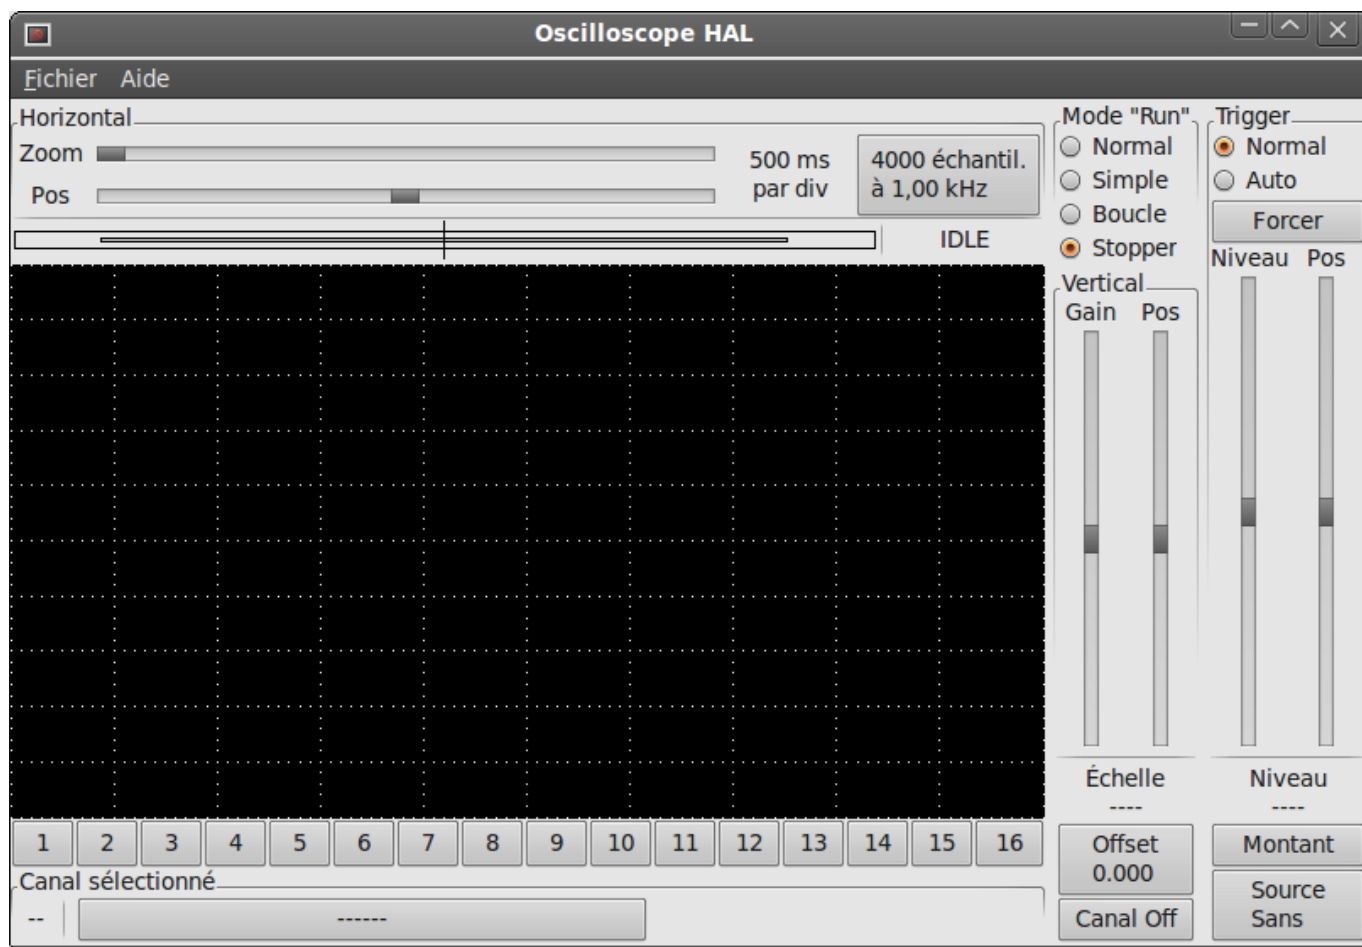 Oscilloscope HAL
Fichier Aide
Horizontal
Zoom
Pos
500 ms
par div
4000 échantil.
à 1,00 kHz
IDLE
Mode "Run"
Normal
Simple
Boucle
Stopper
Trigger
Normal
Auto
Forcer
Niveau Pos
Vertical
Gain Pos
Échelle
----
Niveau
----
1 2 3 4 5 6 7 8 9 10 11 12 13 14 15 16
Offset
0.000
Montant
Canal sélectionné
-- ------
Canal Off
Source
Sans